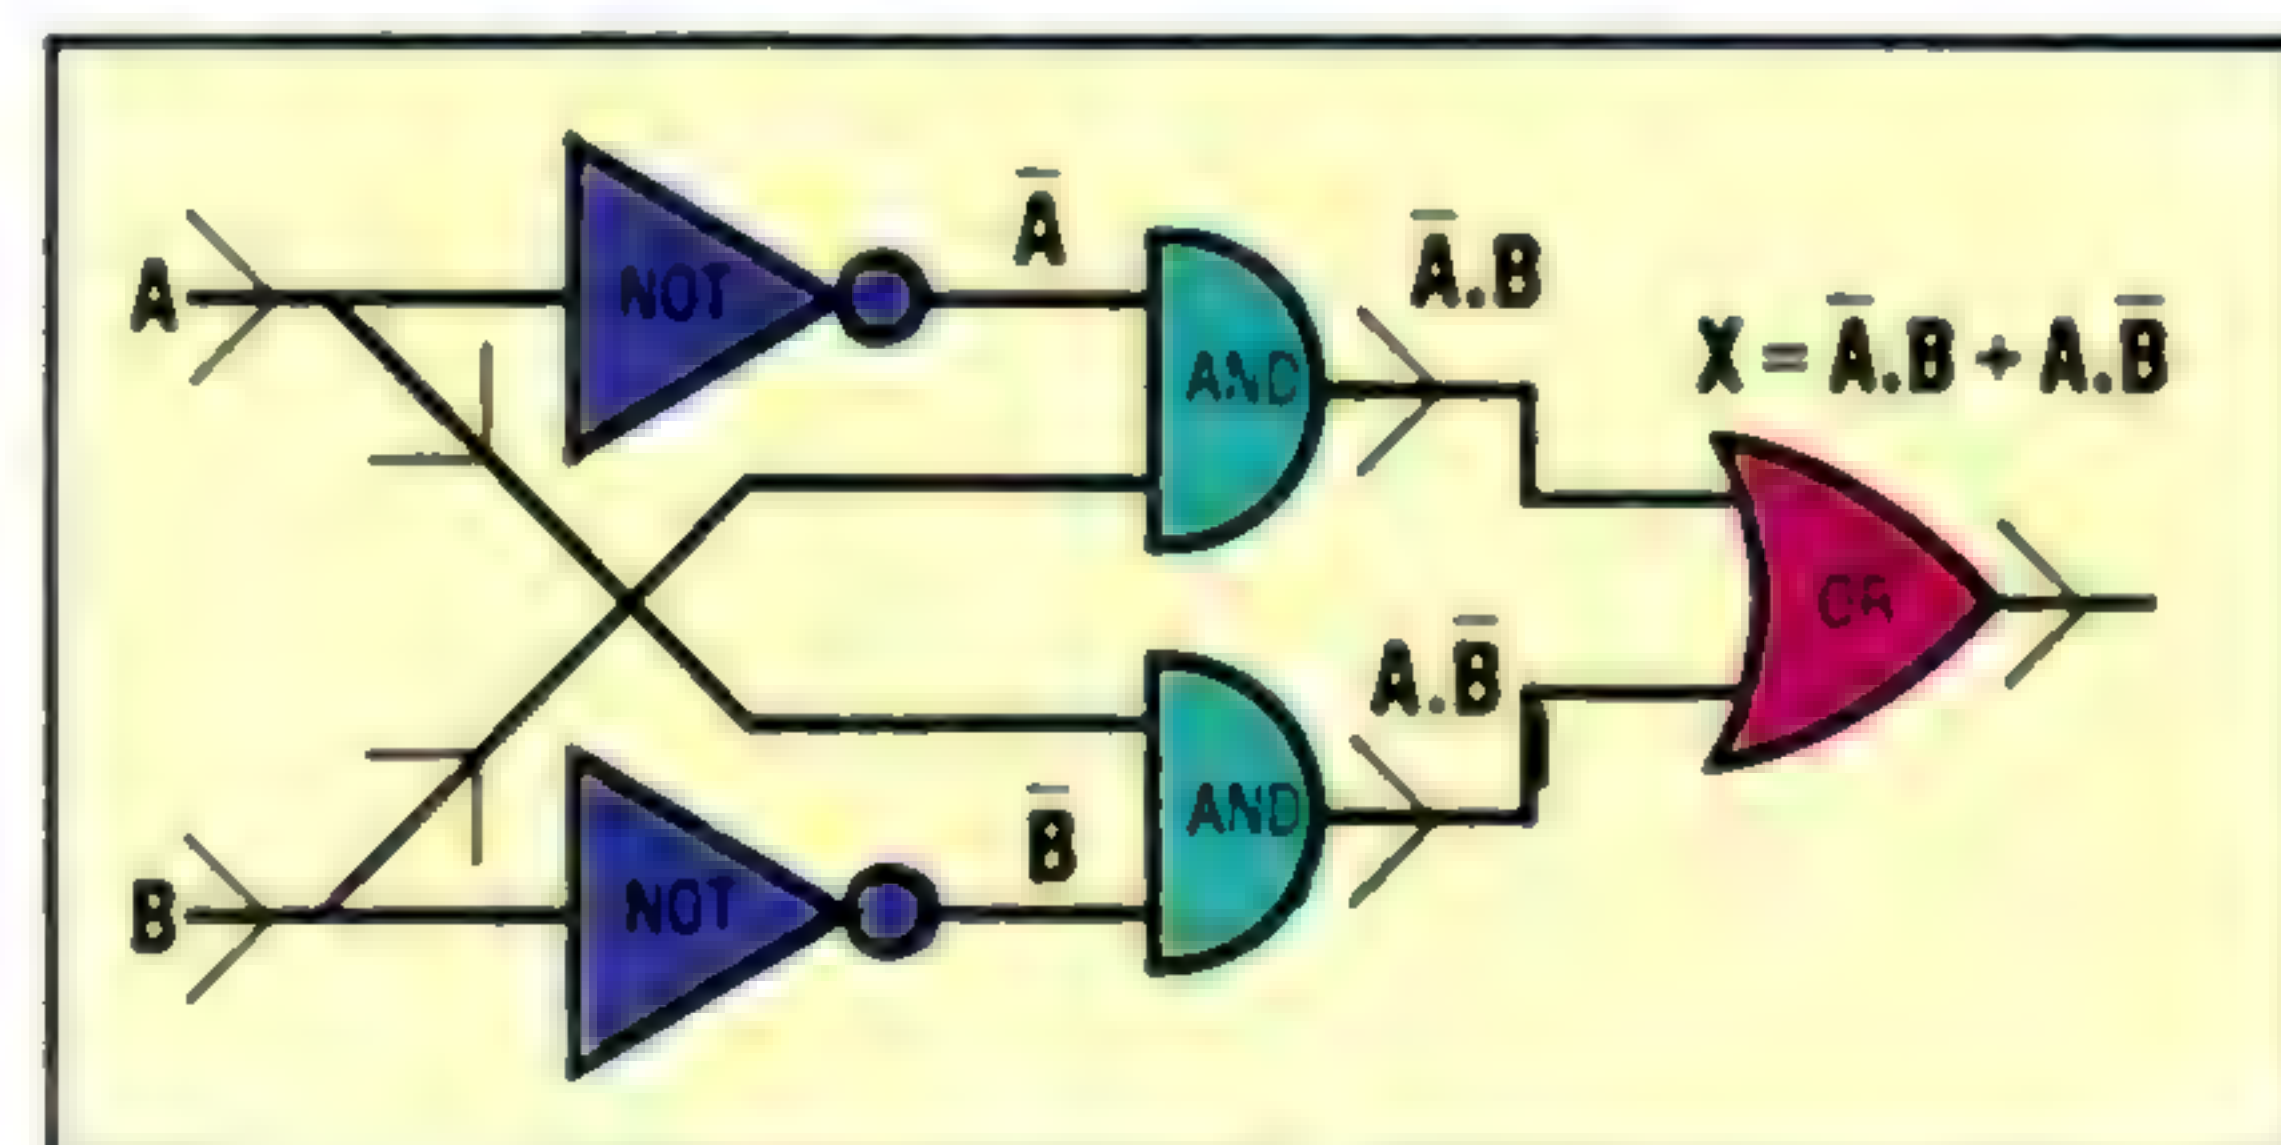 A
NOT
Ā
AND
Ā.B
X = Ā.B + A.B̄
OR
A.B̄
B
NOT
B̄
AND